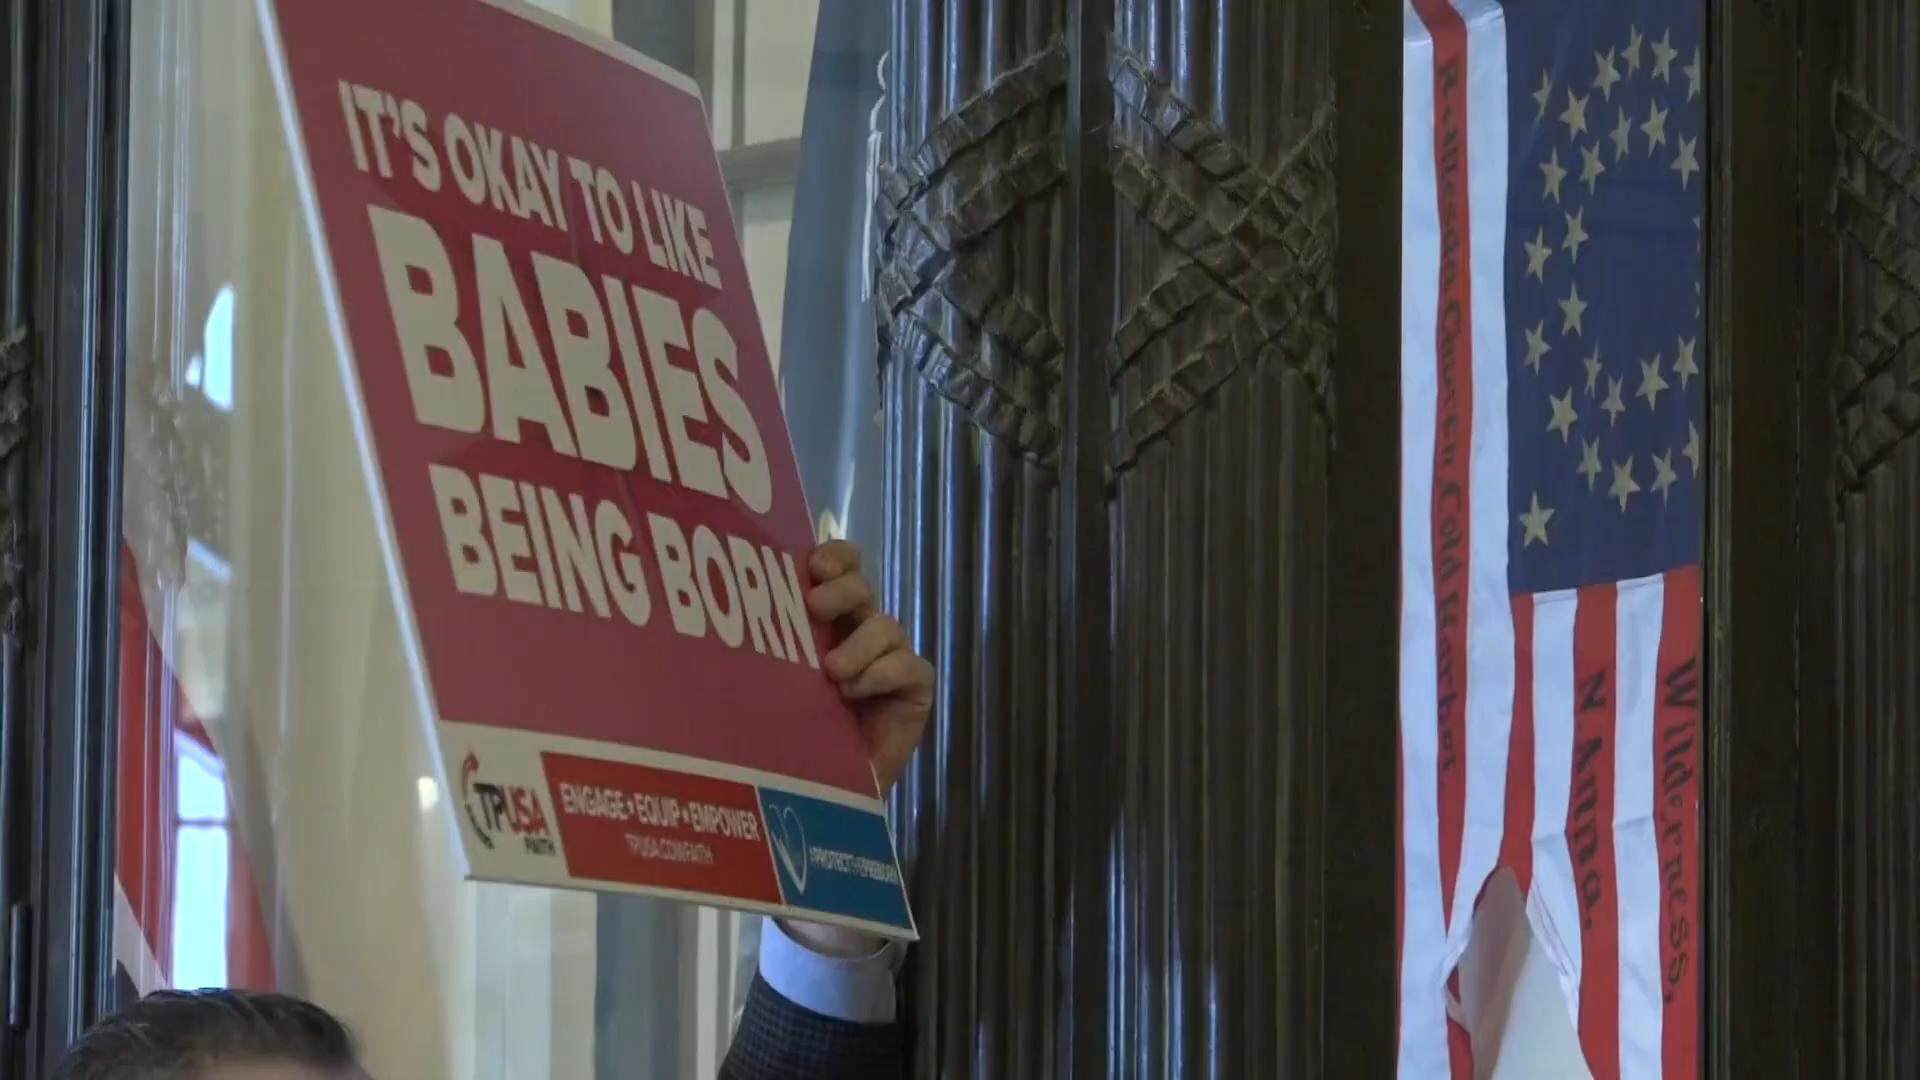 IT'S OKAY TO LIKE
BABIES
BEING BORN
TPUSA
FAITH
ENGAGE • EQUIP • EMPOWER
TPUSA.COM/FAITH
#PROTECTTHEPREBORN
Cold Harbor.
N. Anna.
Wilderness,